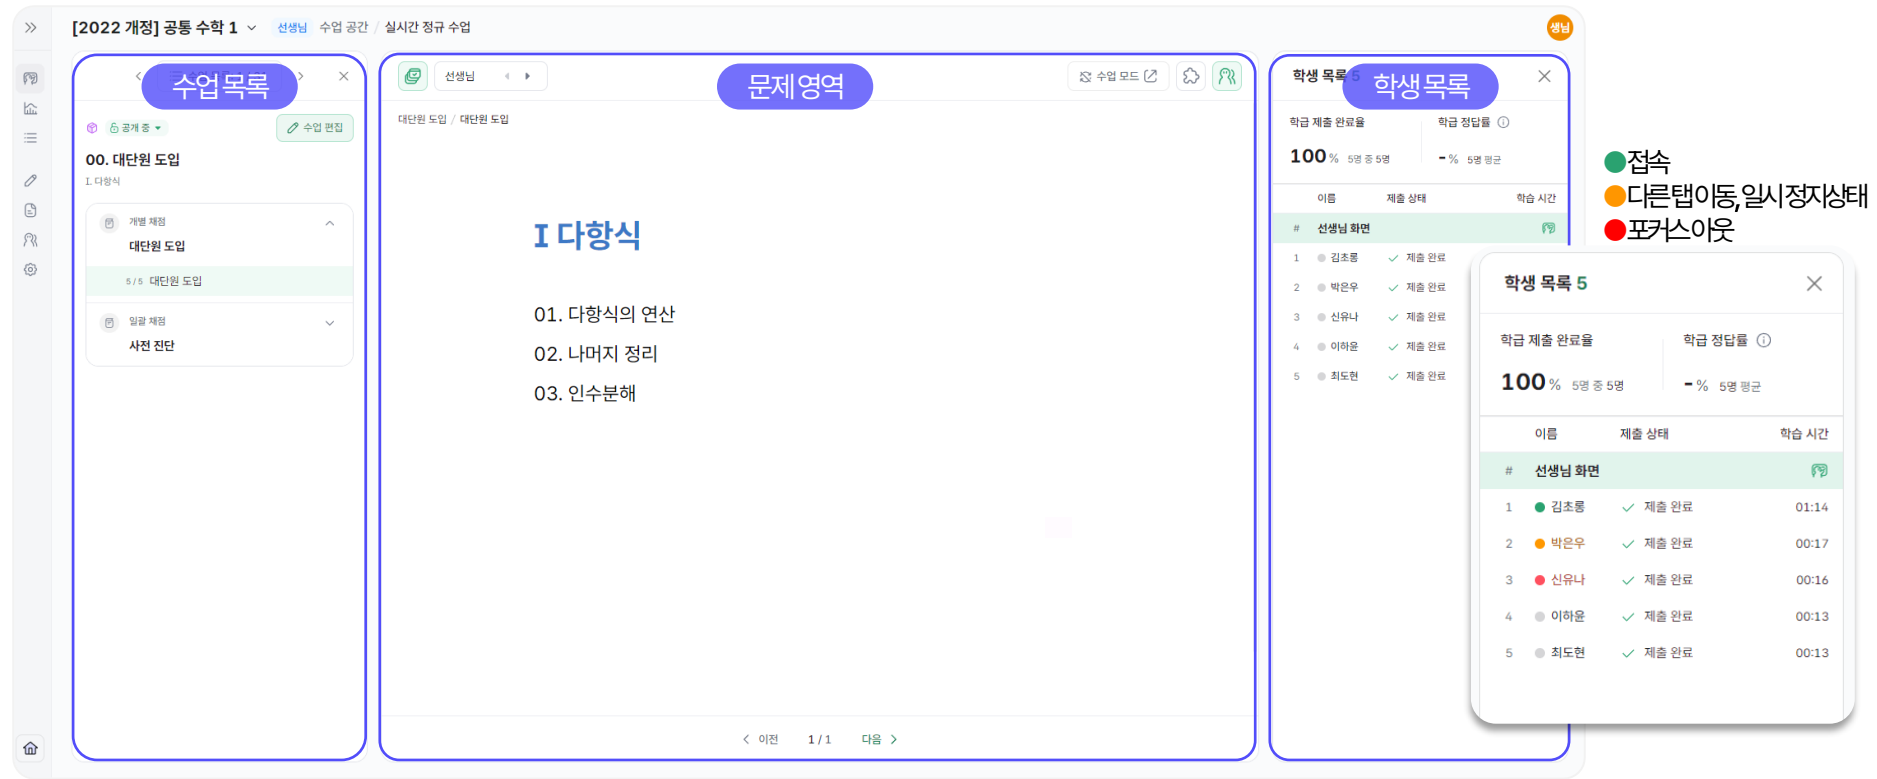 [2022 개정] 공통 수학 1 선생님 수업 공간 / 실시간 정규 수업
생님
수업 목록
공개 중
수업 편집
00. 대단원 도입
I. 다항식
개별 채점
대단원 도입
5 / 5 대단원 도입
일괄 채점
사전 진단
선생님
문제 영역
수업 모드
대단원 도입 / 대단원 도입
I 다항식
01. 다항식의 연산
02. 나머지 정리
03. 인수분해
이전 1 / 1 다음
학생 목록 5
학생 목록
학급 제출 완료율 학급 정답률
100 % 5명 중 5명 - % 5명 평균
이름 제출 상태 학습 시간
# 선생님 화면
1 김초롱 제출 완료
2 박은우 제출 완료
3 신유나 제출 완료
4 이하윤 제출 완료
5 최도현 제출 완료
접속
다른 탭 이동, 일시 정지상태
포커스 아웃
학생 목록 5
학급 제출 완료율 학급 정답률
100 % 5명 중 5명 - % 5명 평균
이름 제출 상태 학습 시간
# 선생님 화면
1 김초롱 제출 완료 01:14
2 박은우 제출 완료 00:17
3 신유나 제출 완료 00:16
4 이하윤 제출 완료 00:13
5 최도현 제출 완료 00:13